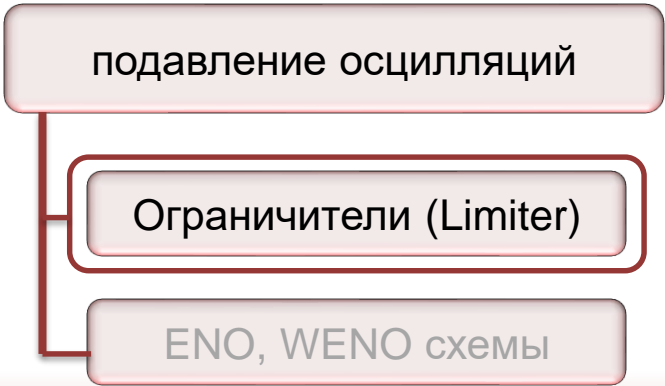 подавление осцилляций
Ограничители (Limiter)
ENO, WENO схемы